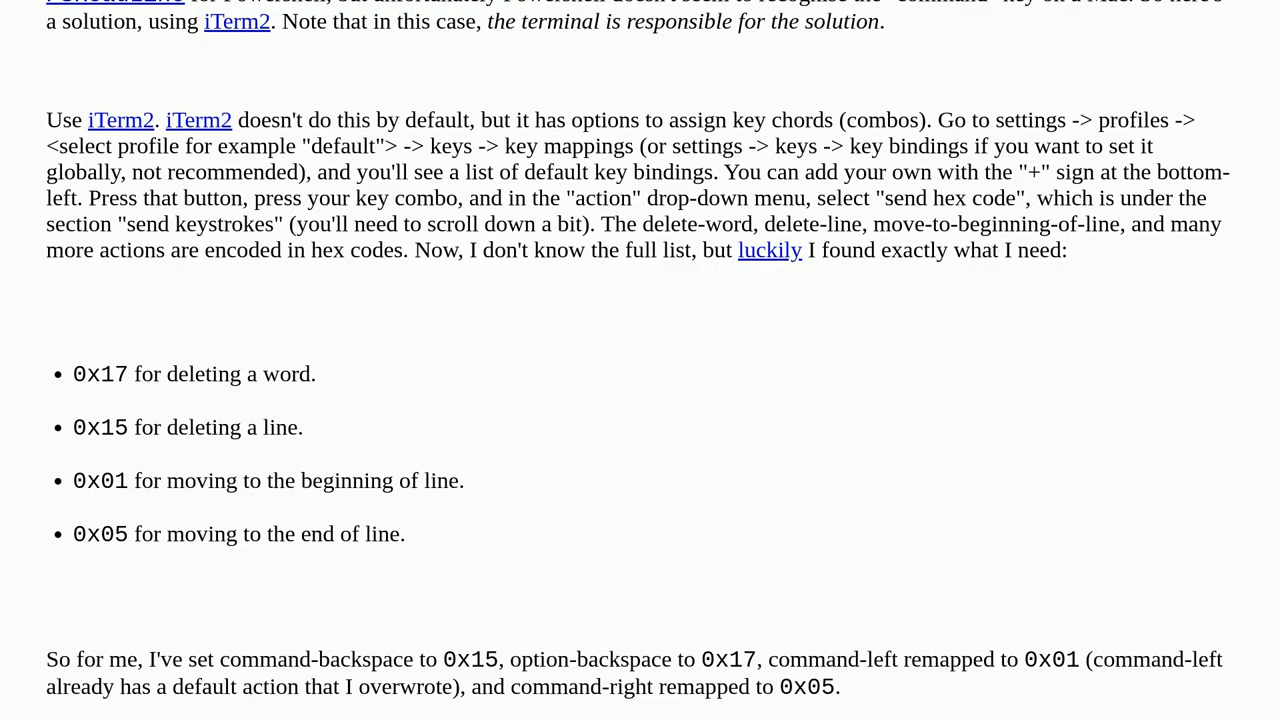 a solution, using iTerm2. Note that in this case, the terminal is responsible for the solution.
Use iTerm2. iTerm2 doesn't do this by default, but it has options to assign key chords (combos). Go to settings -> profiles ->
<select profile for example "default"> -> keys -> key mappings (or settings -> keys -> key bindings if you want to set it
globally, not recommended), and you'll see a list of default key bindings. You can add your own with the "+" sign at the bottom-
left. Press that button, press your key combo, and in the "action" drop-down menu, select "send hex code", which is under the
section "send keystrokes" (you'll need to scroll down a bit). The delete-word, delete-line, move-to-beginning-of-line, and many
more actions are encoded in hex codes. Now, I don't know the full list, but luckily I found exactly what I need:
• 0x17 for deleting a word.
• 0x15 for deleting a line.
• 0x01 for moving to the beginning of line.
• 0x05 for moving to the end of line.
So for me, I've set command-backspace to 0x15, option-backspace to 0x17, command-left remapped to 0x01 (command-left
already has a default action that I overwrote), and command-right remapped to 0x05.